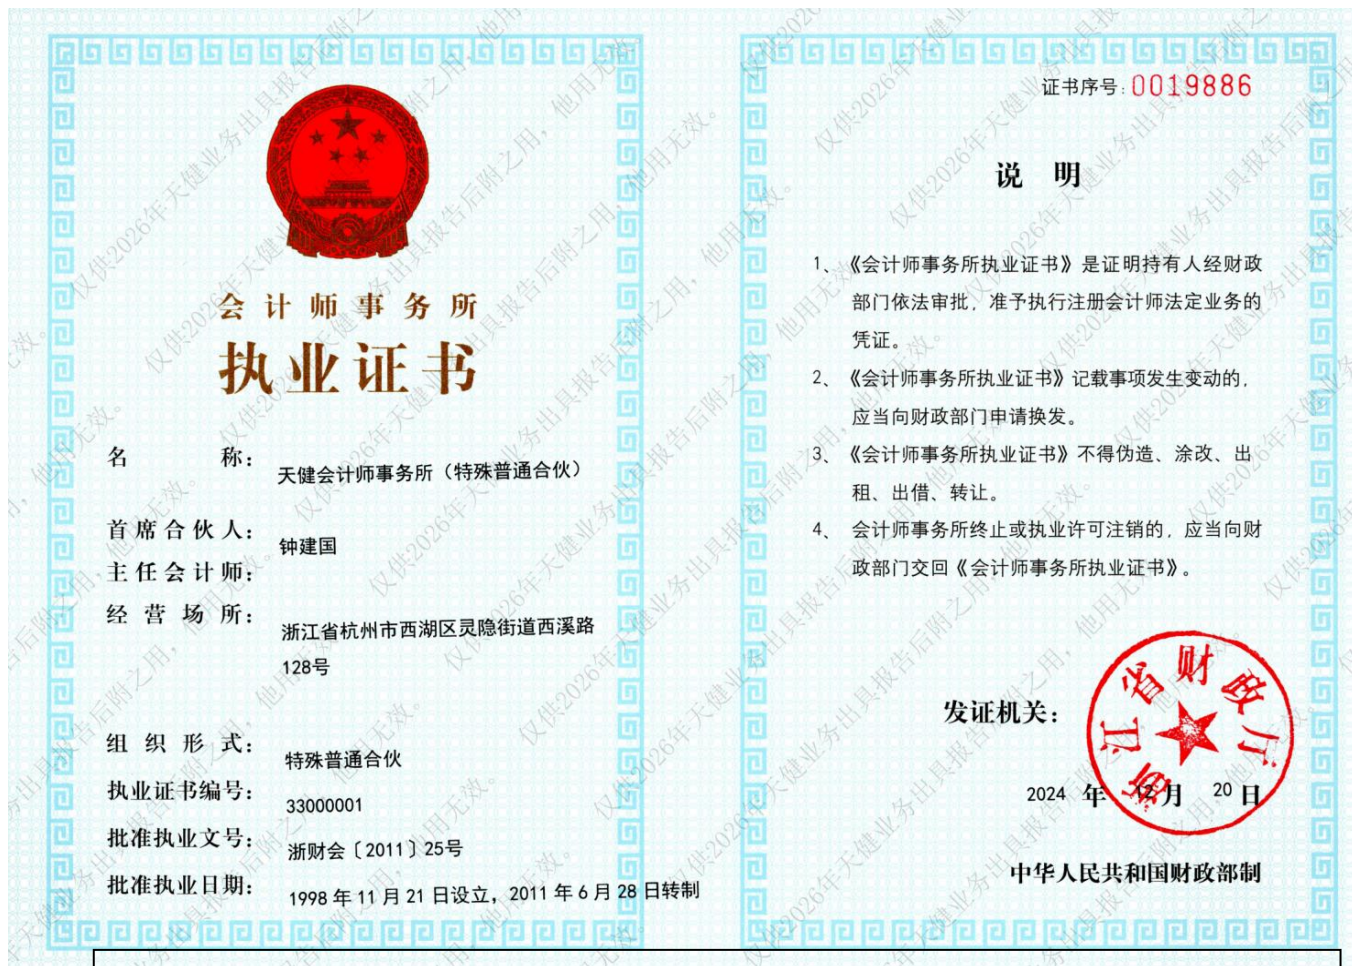 会计师事务所
执业证书
名称：
天健会计师事务所（特殊普通合伙）
首席合伙人：
钟建国
主任会计师：
经营场所：
浙江省杭州市西湖区灵隐街道西溪路
128号
组织形式：
特殊普通合伙
执业证书编号：
33000001
批准执业文号：
浙财会〔2011〕25号
批准执业日期：
1998年11月21日设立，2011年6月28日转制
证书序号：0019886
说明
1、《会计师事务所执业证书》是证明持有人经财政
部门依法审批，准予执行注册会计师法定业务的
凭证。
2、《会计师事务所执业证书》记载事项发生变动的，
应当向财政部门申请换发。
3、《会计师事务所执业证书》不得伪造、涂改、出
租、出借、转让。
4、会计师事务所终止或执业许可注销的，应当向财
政部门交回《会计师事务所执业证书》。
发证机关：
浙江省财政厅
2024年12月20日
中华人民共和国财政部制
仅供2026年天健业务出具报告后附之用，他用无效。